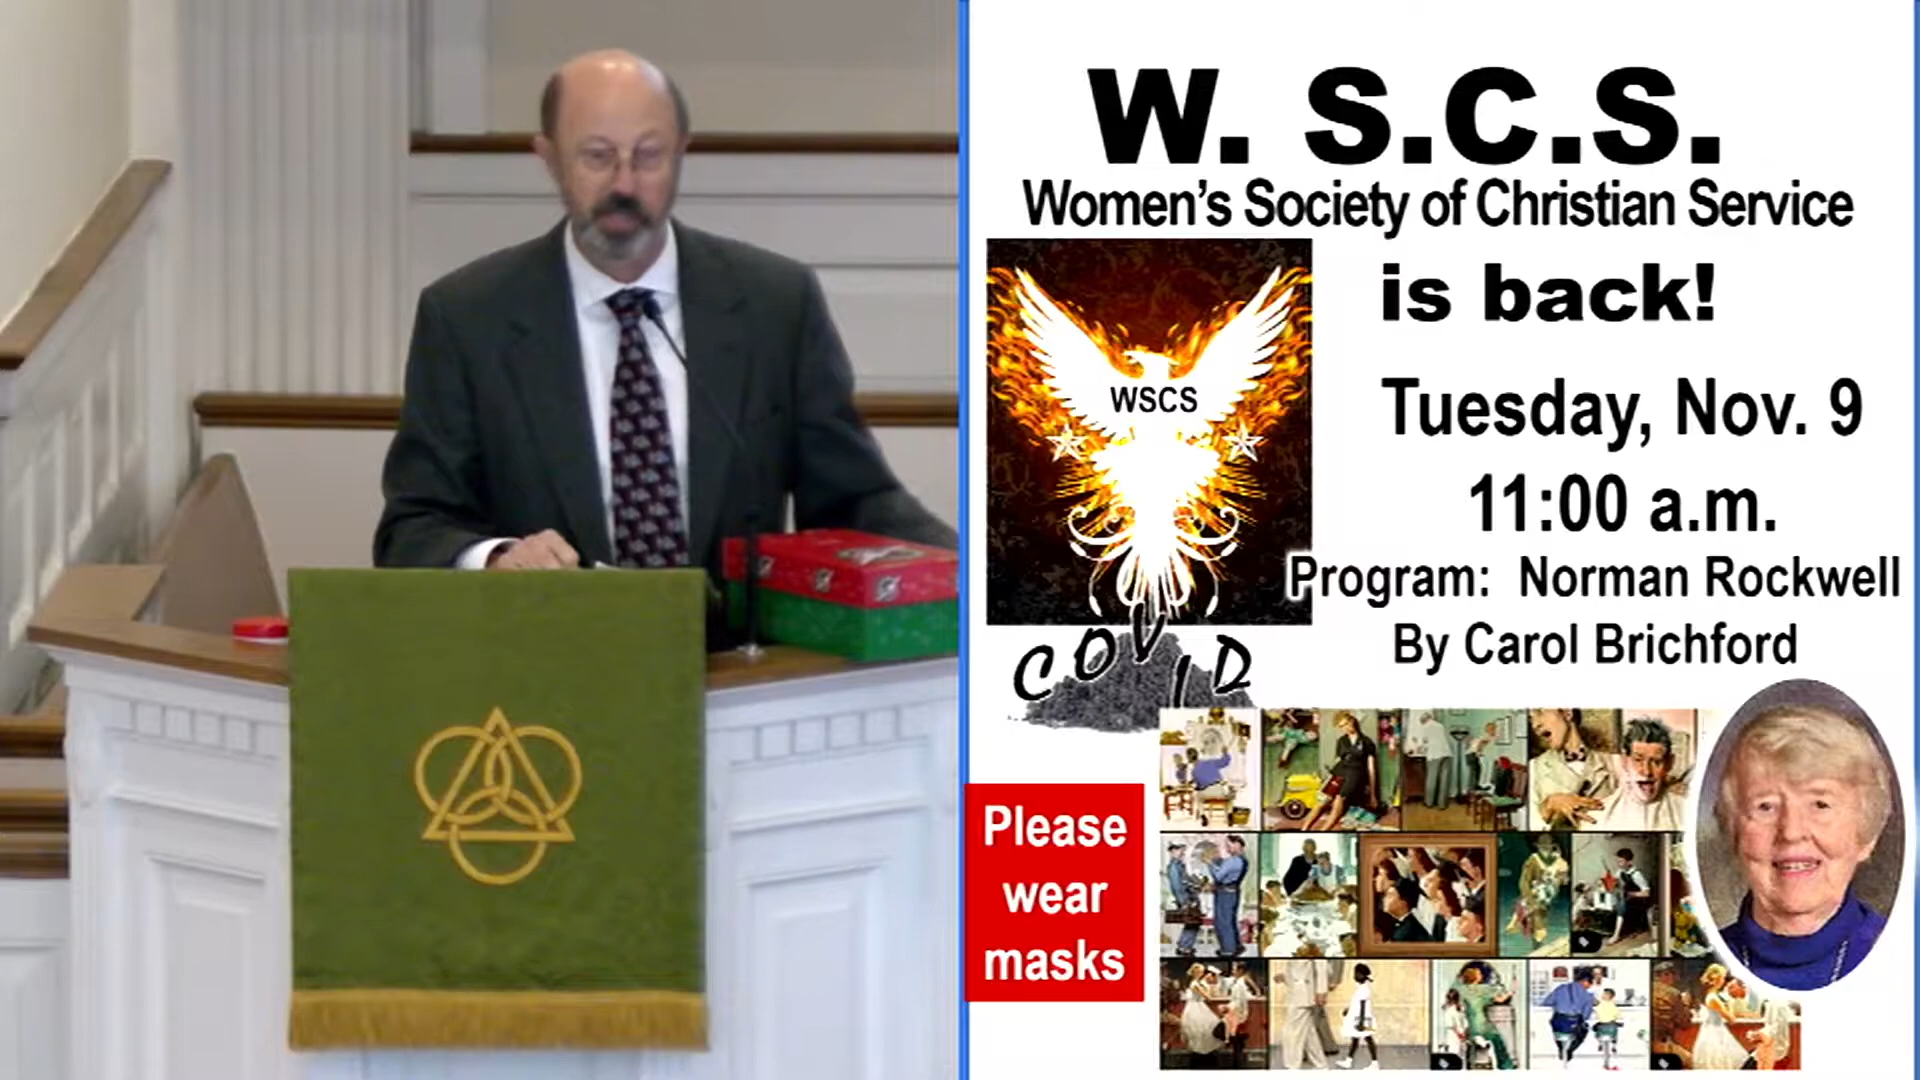 W. S.C.S.
Women's Society of Christian Service
is back!
WSCS
Tuesday, Nov. 9
11:00 a.m.
Program: Norman Rockwell
By Carol Brichford
COVID
Please
wear
masks